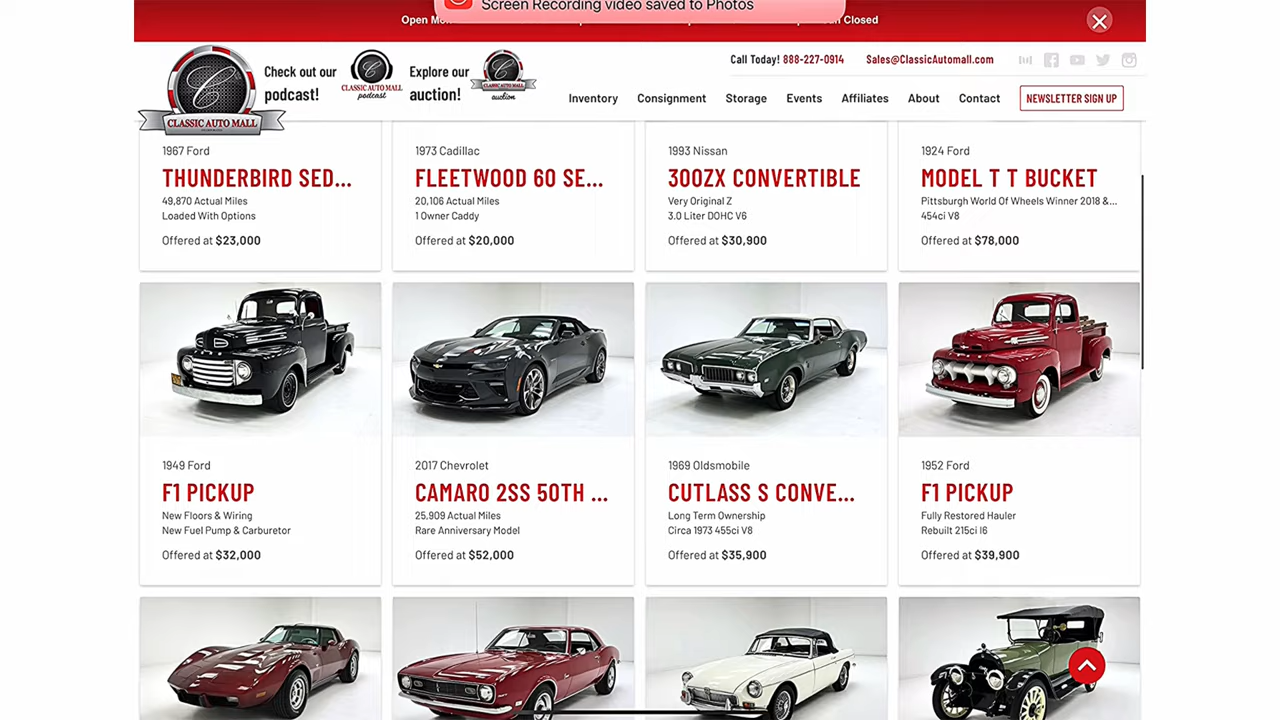 Screen Recording video saved to Photos
Open
Closed
CLASSIC AUTO MALL
Check out our
podcast!
CLASSIC AUTO MALL
podcast
Explore our
auction!
CLASSIC AUTO MALL
auction
Call Today! 888-227-0914
Sales@ClassicAutomall.com
Inventory
Consignment
Storage
Events
Affiliates
About
Contact
NEWSLETTER SIGN UP
1967 Ford
THUNDERBIRD SED...
49,870 Actual Miles
Loaded With Options
Offered at $23,000
1973 Cadillac
FLEETWOOD 60 SE...
20,106 Actual Miles
1 Owner Caddy
Offered at $20,000
1993 Nissan
300ZX CONVERTIBLE
Very Original Z
3.0 Liter DOHC V6
Offered at $30,900
1924 Ford
MODEL T T BUCKET
Pittsburgh World Of Wheels Winner 2018 &...
454ci V8
Offered at $78,000
1949 Ford
F1 PICKUP
New Floors & Wiring
New Fuel Pump & Carburetor
Offered at $32,000
2017 Chevrolet
CAMARO 2SS 50TH ...
25,909 Actual Miles
Rare Anniversary Model
Offered at $52,000
1969 Oldsmobile
CUTLASS S CONVE...
Long Term Ownership
Circa 1973 455ci V8
Offered at $35,900
1952 Ford
F1 PICKUP
Fully Restored Hauler
Rebuilt 215ci I6
Offered at $39,900